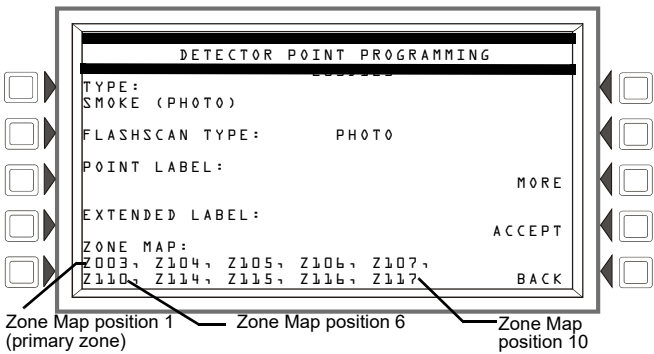 DETECTOR POINT PROGRAMMING
TYPE:
SMOKE (PHOTO)
FLASHSCAN TYPE: PHOTO
POINT LABEL:
MORE
EXTENDED LABEL:
ACCEPT
ZONE MAP:
Z003, Z104, Z105, Z106, Z107,
Z110, Z114, Z115, Z116, Z117
BACK
Zone Map position 1
(primary zone)
Zone Map position 6
Zone Map
position 10